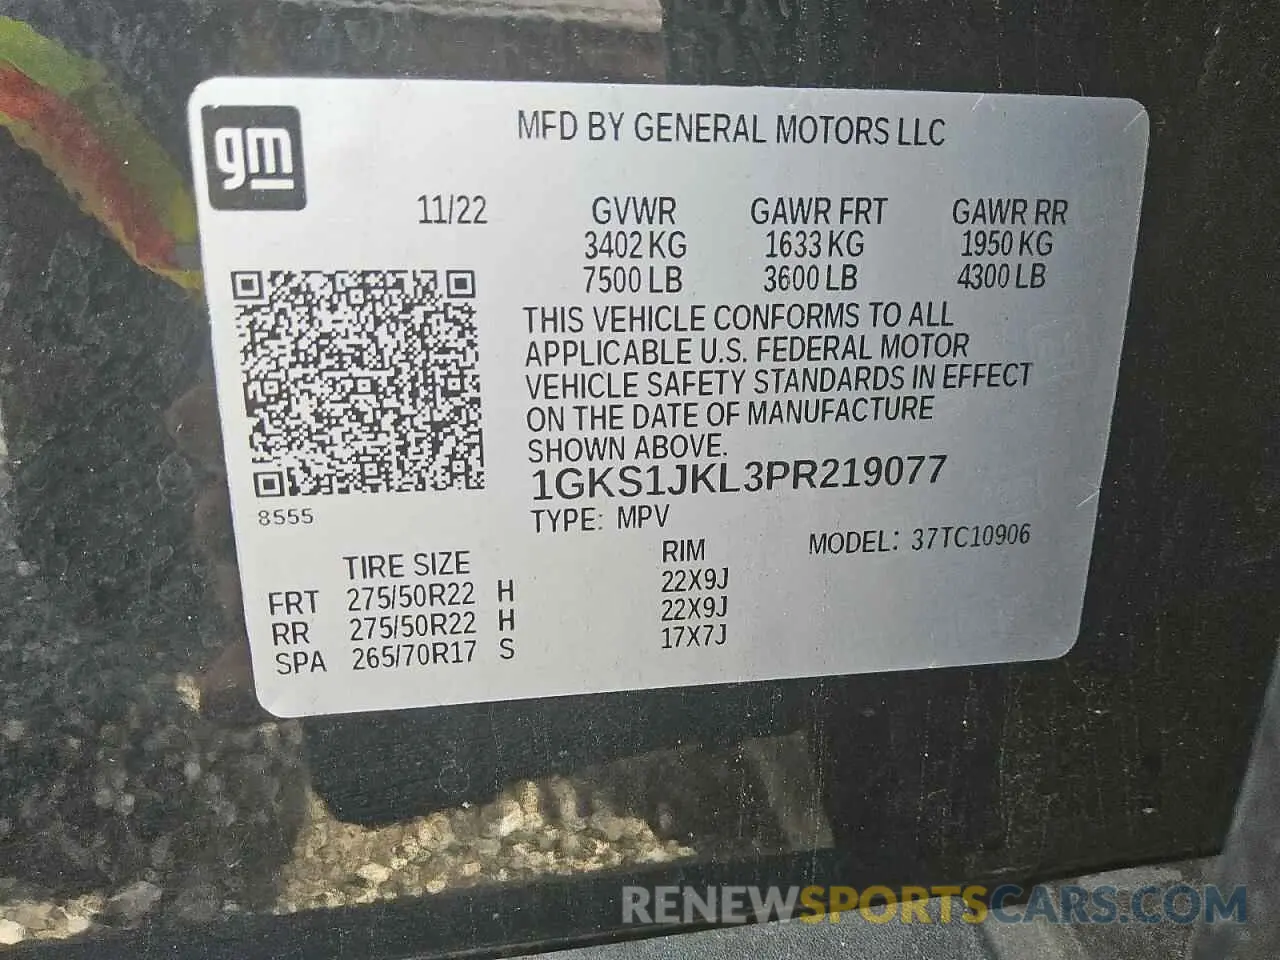 gm
MFD BY GENERAL MOTORS LLC
11/22 GVWR GAWR FRT GAWR RR
3402 KG 1633 KG 1950 KG
7500 LB 3600 LB 4300 LB
THIS VEHICLE CONFORMS TO ALL
APPLICABLE U.S. FEDERAL MOTOR
VEHICLE SAFETY STANDARDS IN EFFECT
ON THE DATE OF MANUFACTURE
SHOWN ABOVE.
1GKS1JKL3PR219077
8555
TYPE: MPV
MODEL: 37TC10906
TIRE SIZE RIM
FRT 275/50R22 H 22X9J
RR 275/50R22 H 22X9J
SPA 265/70R17 S 17X7J
RENEWSPORTSCARS.COM